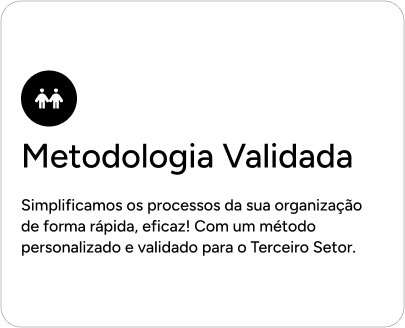 Metodologia Validada
Simplificamos os processos da sua organização
de forma rápida, eficaz! Com um método
personalizado e validado para o Terceiro Setor.